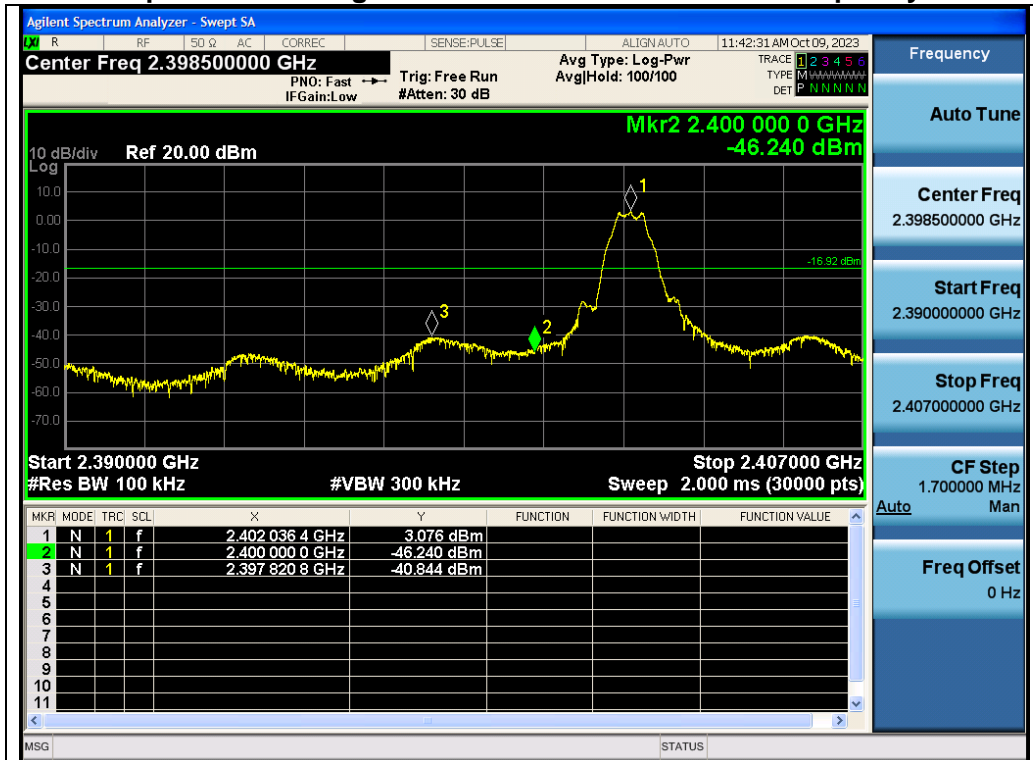 Agilent Spectrum Analyzer - Swept SA
LXI R RF 50 Ω AC CORREC SENSE:PULSE ALIGNAUTO 11:42:31 AM Oct 09, 2023
Center Freq 2.398500000 GHz
PNO: Fast
IFGain:Low
Trig: Free Run
#Atten: 30 dB
Avg Type: Log-Pwr
Avg|Hold: 100/100
TRACE 1 2 3 4 5 6
TYPE M
DET P N N N N N
Mkr2 2.400 000 0 GHz
-46.240 dBm
10 dB/div Ref 20.00 dBm
Log
10.0
0.00
-10.0
-20.0
-30.0
-40.0
-50.0
-60.0
-70.0
1
-16.92 dBm
3
2
Start 2.390000 GHz Stop 2.407000 GHz
#Res BW 100 kHz #VBW 300 kHz Sweep 2.000 ms (30000 pts)
MKR MODE TRC SCL X Y FUNCTION FUNCTION WIDTH FUNCTION VALUE
1 N 1 f 2.402 036 4 GHz 3.076 dBm
2 N 1 f 2.400 000 0 GHz -46.240 dBm
3 N 1 f 2.397 820 8 GHz -40.844 dBm
4
5
6
7
8
9
10
11
MSG STATUS
Frequency
Auto Tune
Center Freq
2.398500000 GHz
Start Freq
2.390000000 GHz
Stop Freq
2.407000000 GHz
CF Step
1.700000 MHz
Auto Man
Freq Offset
0 Hz